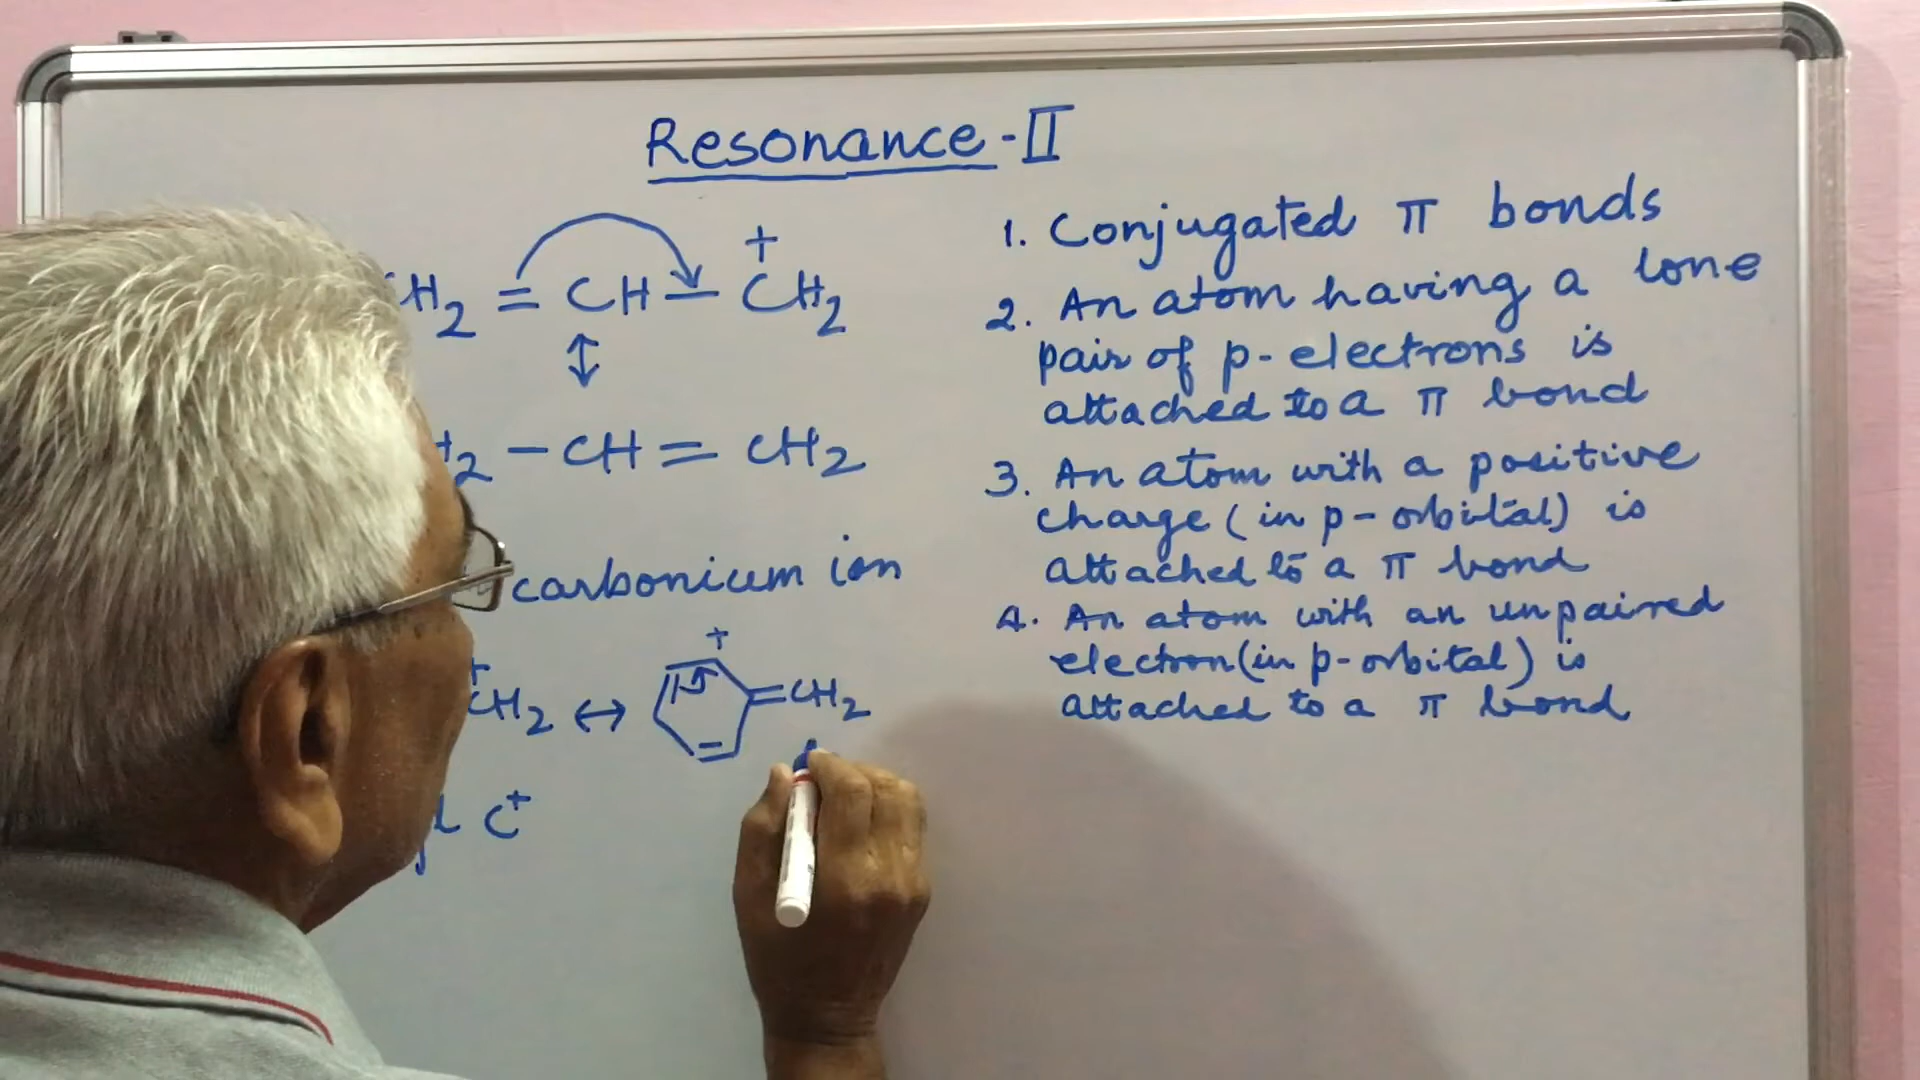 Resonance - II
H2 = CH - CH2
+
↕
2 - CH = CH2
carbonium ion
+
CH2 ↔
+
= CH2
C+
1. Conjugated π bonds
2. An atom having a lone
pair of p-electrons is
attached to a π bond
3. An atom with a positive
charge (in p-orbital) is
attached to a π bond
4. An atom with an unpaired
electron (in p-orbital) is
attached to a π bond